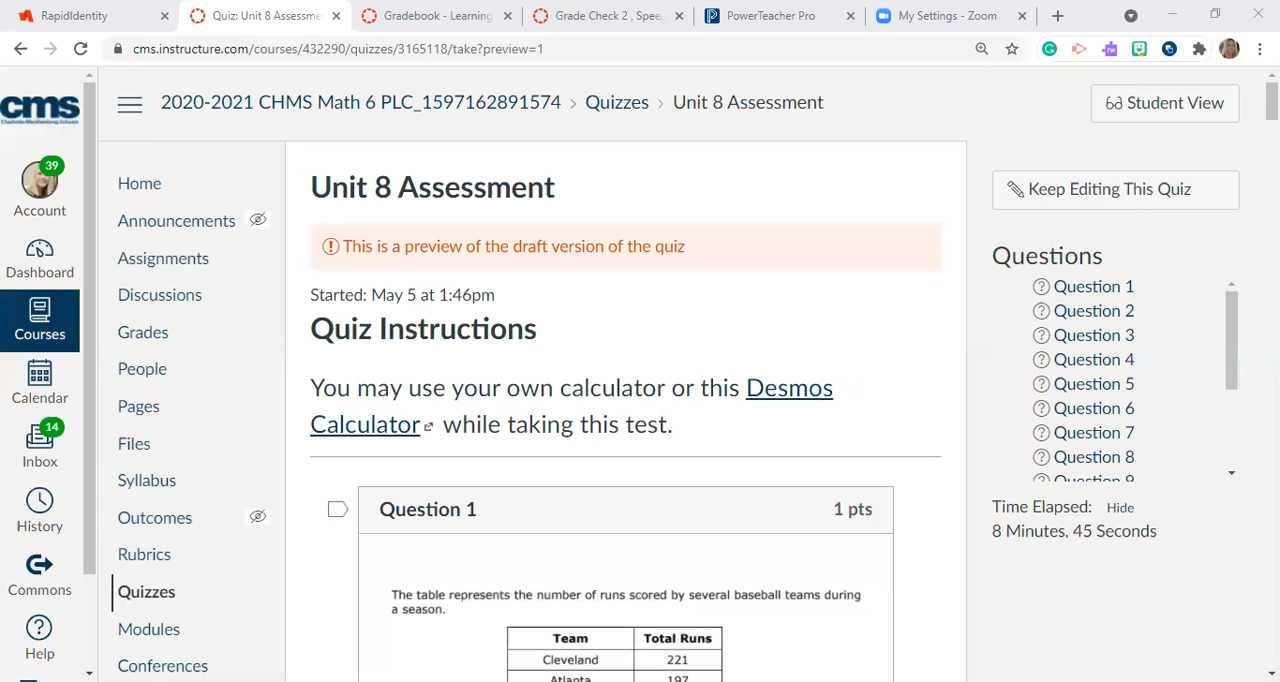 RapidIdentity
Quiz: Unit 8 Assessme
Gradebook - Learning
Grade Check 2 , Spee
PowerTeacher Pro
My Settings - Zoom
cms.instructure.com/courses/432290/quizzes/3165118/take?preview=1
cms
2020-2021 CHMS Math 6 PLC_1597162891574 › Quizzes › Unit 8 Assessment
Student View
39
Account
Dashboard
Courses
Calendar
14
Inbox
History
Commons
Help
Home
Announcements
Assignments
Discussions
Grades
People
Pages
Files
Syllabus
Outcomes
Rubrics
Quizzes
Modules
Conferences
Unit 8 Assessment
This is a preview of the draft version of the quiz
Started: May 5 at 1:46pm
Quiz Instructions
You may use your own calculator or this Desmos
Calculator while taking this test.
Question 1 1 pts
The table represents the number of runs scored by several baseball teams during
a season.
Team Total Runs
Cleveland 221
Atlanta 197
Keep Editing This Quiz
Questions
Question 1
Question 2
Question 3
Question 4
Question 5
Question 6
Question 7
Question 8
Question 9
Time Elapsed: Hide
8 Minutes, 45 Seconds